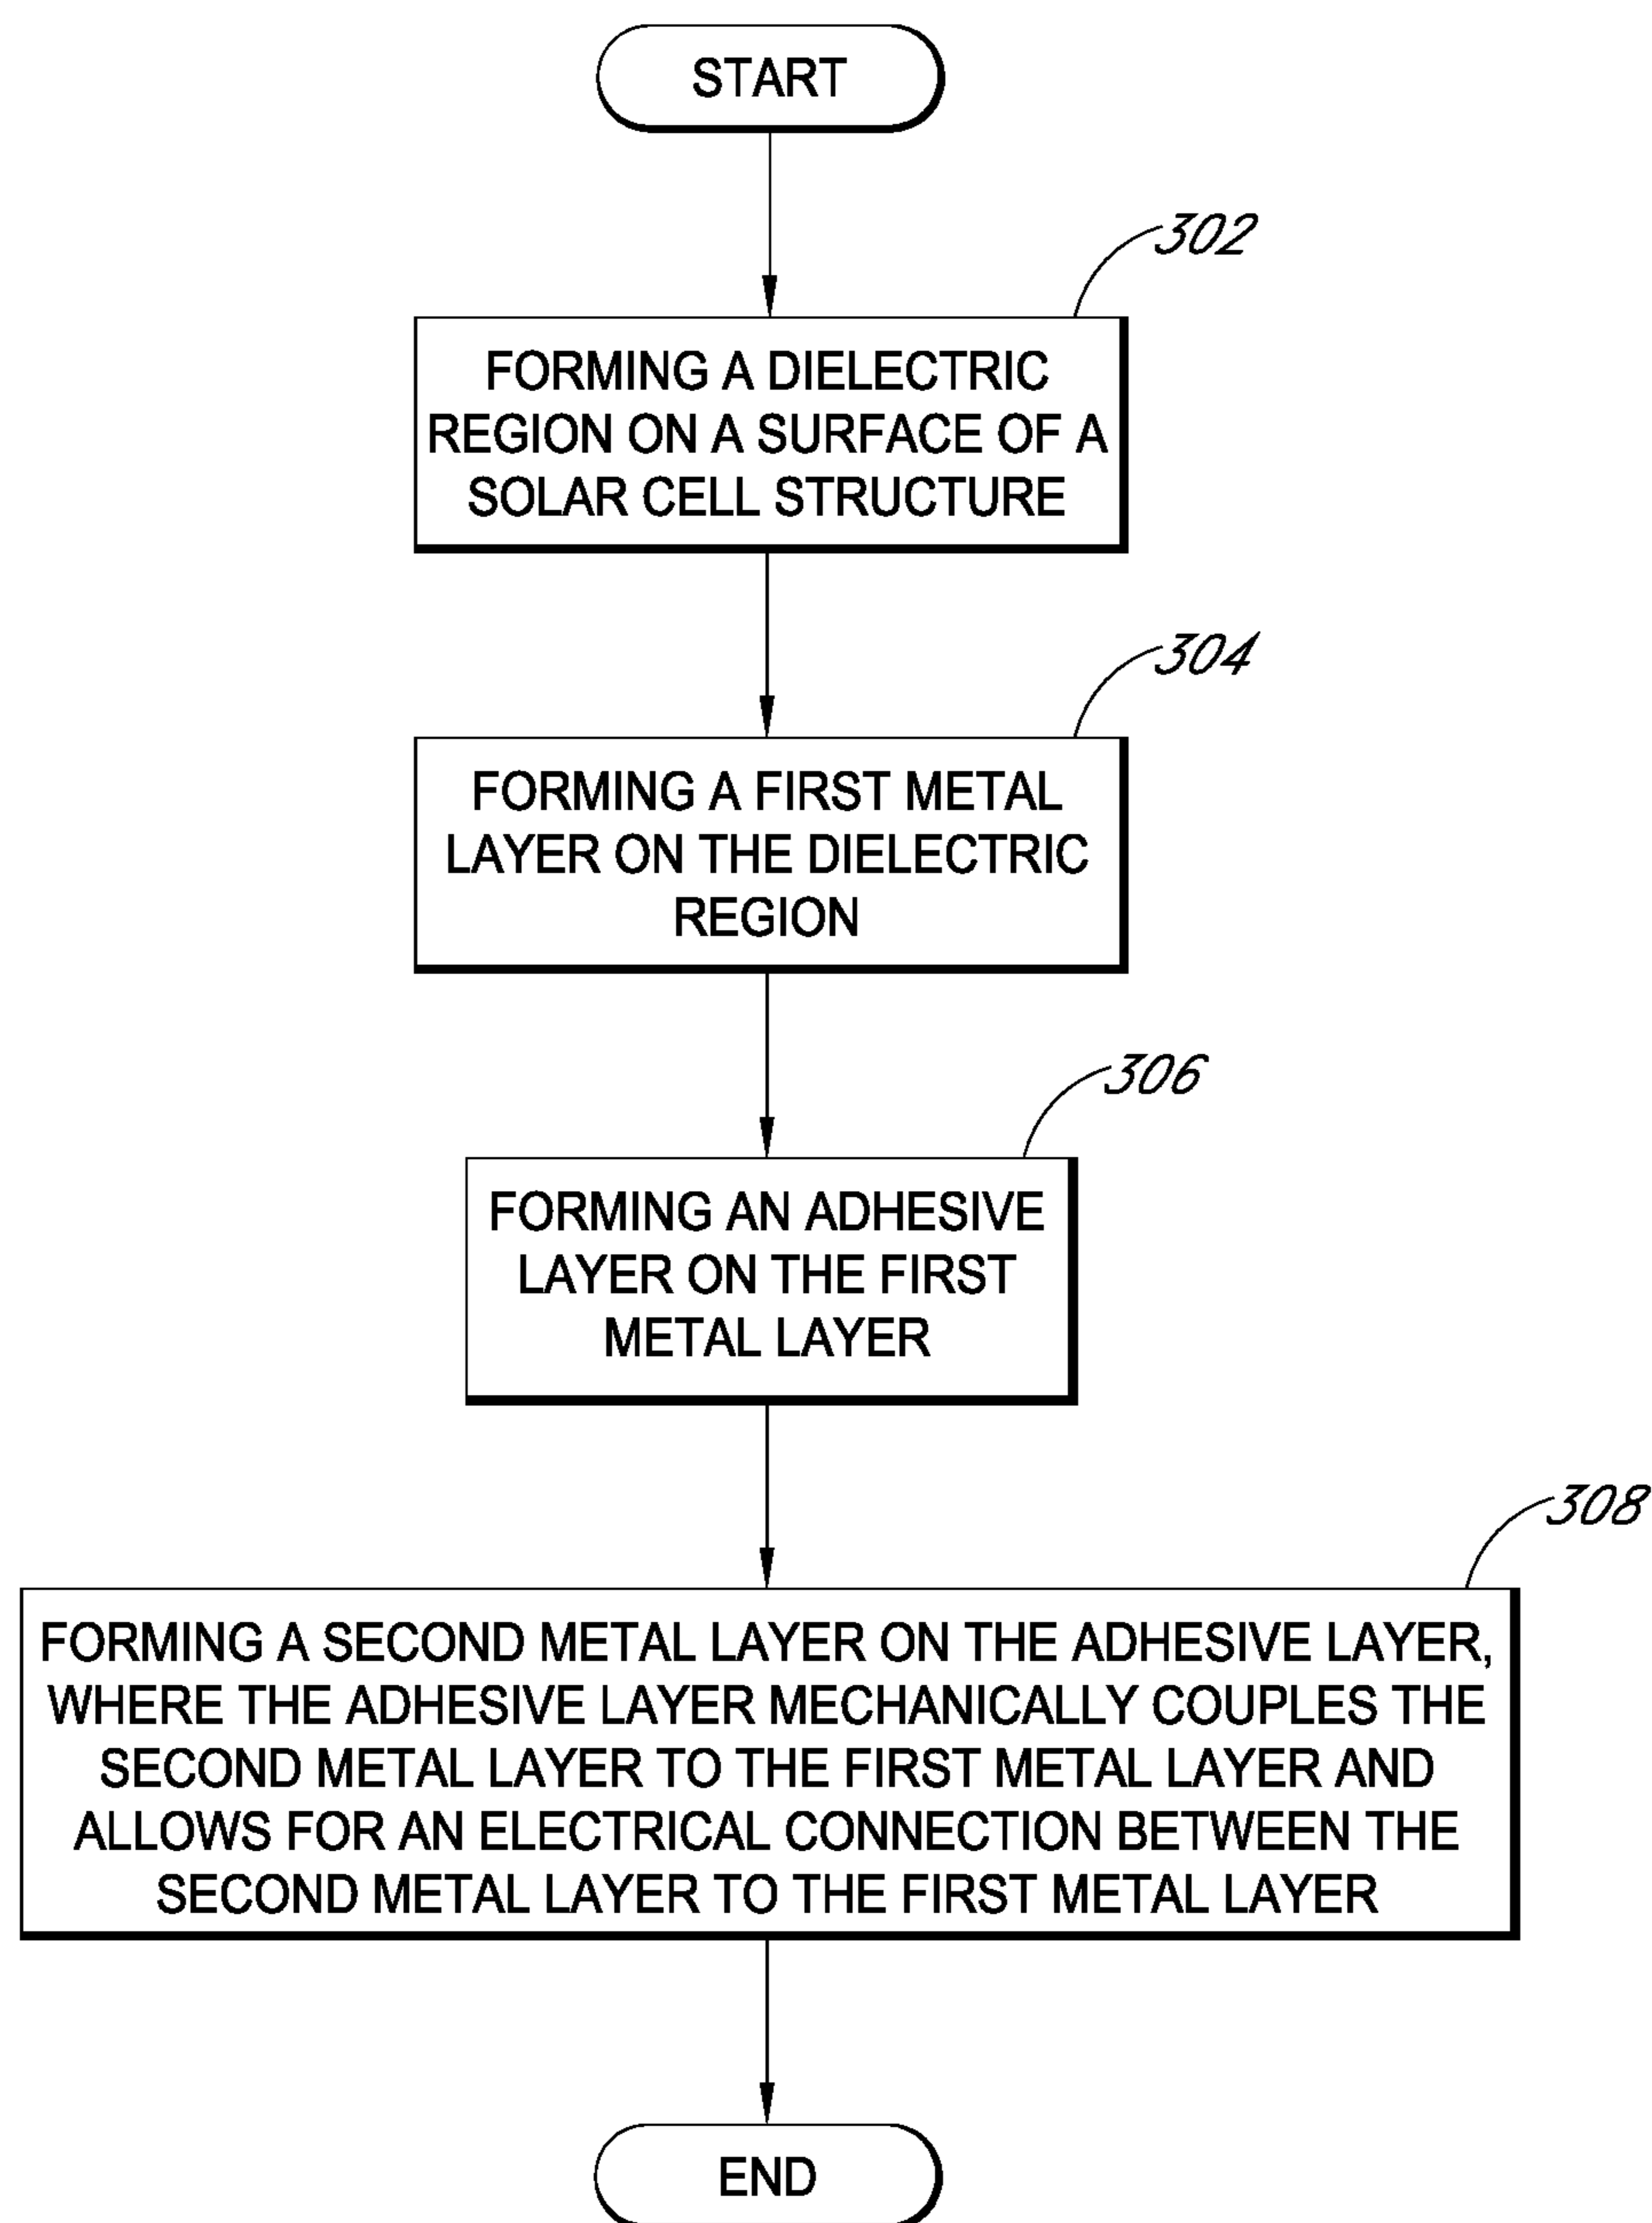 START
302
FORMING A DIELECTRIC
REGION ON A SURFACE OF A
SOLAR CELL STRUCTURE
304
FORMING A FIRST METAL
LAYER ON THE DIELECTRIC
REGION
306
FORMING AN ADHESIVE
LAYER ON THE FIRST
METAL LAYER
308
FORMING A SECOND METAL LAYER ON THE ADHESIVE LAYER,
WHERE THE ADHESIVE LAYER MECHANICALLY COUPLES THE
SECOND METAL LAYER TO THE FIRST METAL LAYER AND
ALLOWS FOR AN ELECTRICAL CONNECTION BETWEEN THE
SECOND METAL LAYER TO THE FIRST METAL LAYER
END